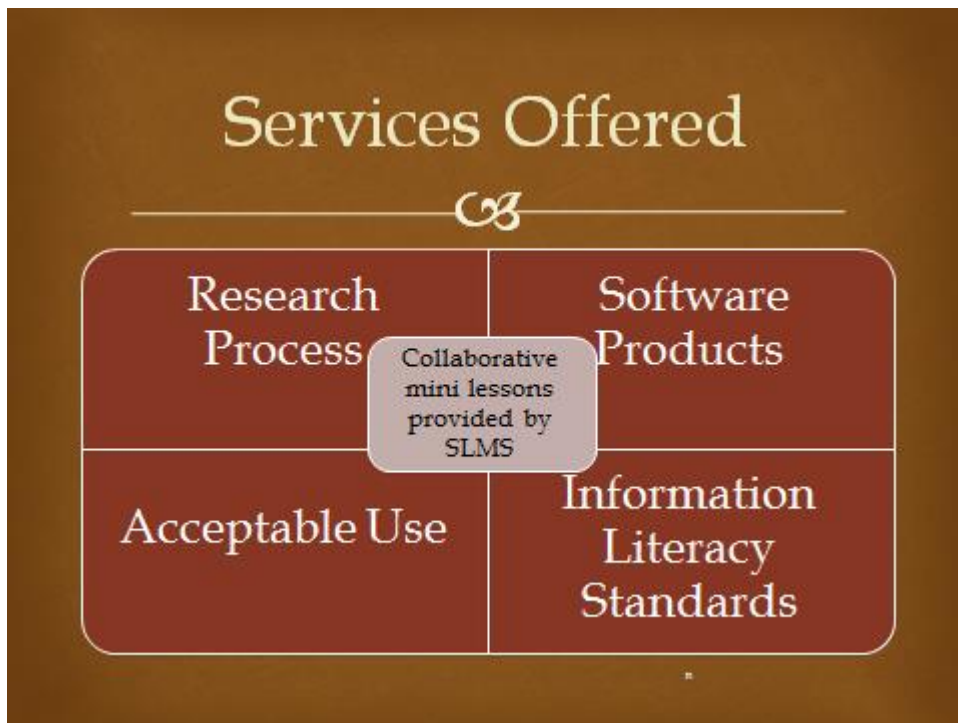 Services Offered
Research
Process
Software
Products
Collaborative
mini lessons
provided by
SLMS
Acceptable Use
Information
Literacy
Standards